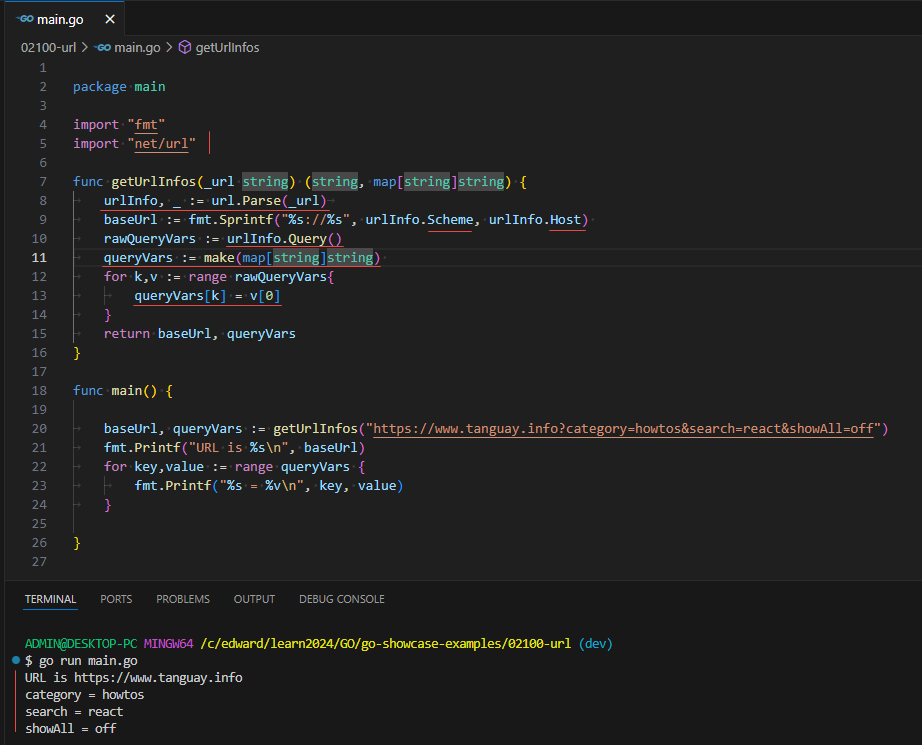 GO main.go ×
02100-url > GO main.go > getUrlInfos
1
2 package main
3
4 import "fmt"
5 import "net/url"
6
7 func getUrlInfos(_url string) (string, map[string]string) {
8 urlInfo, _ := url.Parse(_url)
9 baseUrl := fmt.Sprintf("%s://%s", urlInfo.Scheme, urlInfo.Host)
10 rawQueryVars := urlInfo.Query()
11 queryVars := make(map[string]string)
12 for k,v := range rawQueryVars{
13 queryVars[k] = v[0]
14 }
15 return baseUrl, queryVars
16 }
17
18 func main() {
19
20 baseUrl, queryVars := getUrlInfos("https://www.tanguay.info?category=howtos&search=react&showAll=off")
21 fmt.Printf("URL is %s\n", baseUrl)
22 for key,value := range queryVars {
23 fmt.Printf("%s = %v\n", key, value)
24 }
25
26 }
27
TERMINAL PORTS PROBLEMS OUTPUT DEBUG CONSOLE
ADMIN@DESKTOP-PC MINGW64 /c/edward/learn2024/GO/go-showcase-examples/02100-url (dev)
$ go run main.go
URL is https://www.tanguay.info
category = howtos
search = react
showAll = off